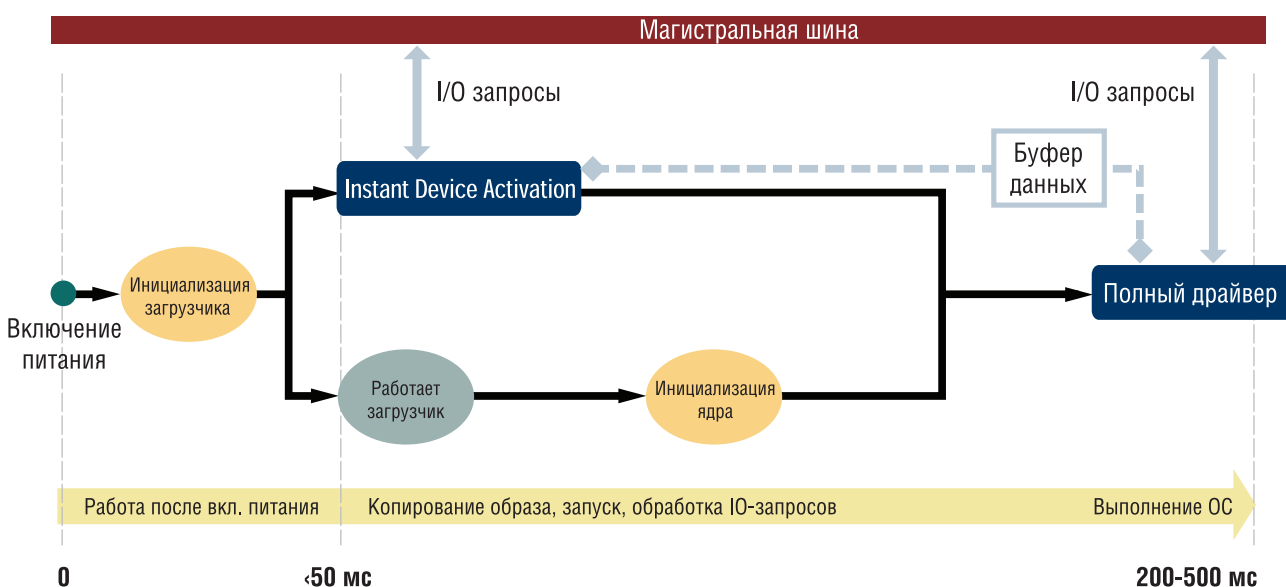 Магистральная шина
I/O запросы
I/O запросы
Буфер
данных
Instant Device Activation
Инициализация
загрузчика
Полный драйвер
Включение
питания
Работает
загрузчик
Инициализация
ядра
Работа после вкл. питания
Копирование образа, запуск, обработка IO-запросов
Выполнение ОС
0
<50 мс
200-500 мс